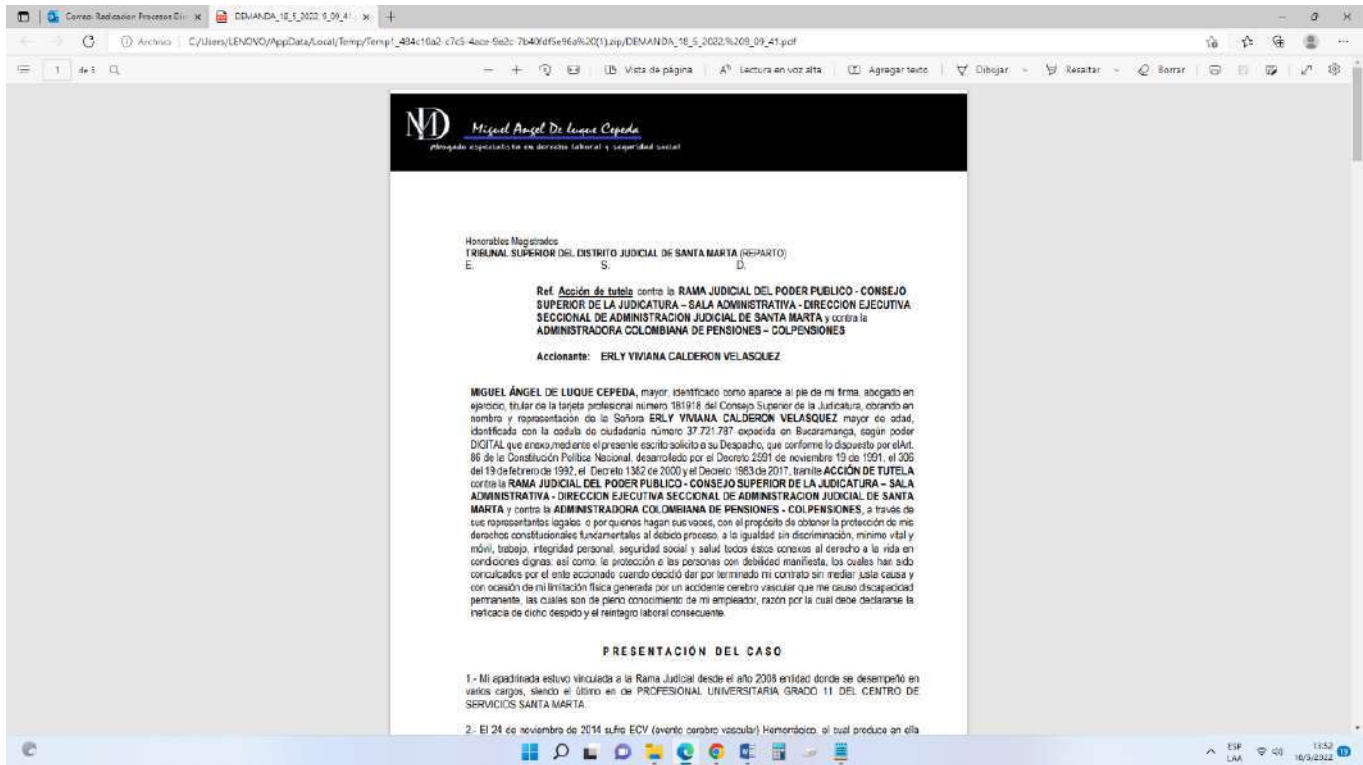 Correo: Radicacion Procesos Di
DEMANDA_18_5_2022, 9_09_41.
Archivo
C:/Users/LENOVO/AppData/Local/Temp/Temp1_484c10a2-c7c5-4ace-9e2c-7b40fdf5e96a%20(1).zip/DEMANDA_18_5_2022,%209_09_41.pdf
1 de 5
Vista de página
Lectura en voz alta
Agregar texto
Dibujar
Resaltar
Borrar
MD
Miguel Angel De Luque Cepeda
Abogado especialista en derecho laboral y seguridad social
Honorables Magistrados
TRIBUNAL SUPERIOR DEL DISTRITO JUDICIAL DE SANTA MARTA (REPARTO)
E. S. D.
Ref. Acción de tutela contra la RAMA JUDICIAL DEL PODER PUBLICO - CONSEJO
SUPERIOR DE LA JUDICATURA – SALA ADMINISTRATIVA - DIRECCION EJECUTIVA
SECCIONAL DE ADMINISTRACION JUDICIAL DE SANTA MARTA y contra la
ADMINISTRADORA COLOMBIANA DE PENSIONES – COLPENSIONES
Accionante: ERLY VIVIANA CALDERON VELASQUEZ
MIGUEL ÁNGEL DE LUQUE CEPEDA, mayor, identificado como aparece al pie de mi firma, abogado en
ejercicio, titular de la tarjeta profesional número 181918 del Consejo Superior de la Judicatura, obrando en
nombre y representación de la Señora ERLY VIVIANA CALDERON VELASQUEZ mayor de edad,
identificada con la cedula de ciudadanía número 37.721.787 expedida en Bucaramanga, según poder
DIGITAL que anexo,mediante el presente escrito solicito a su Despacho, que conforme lo dispuesto por elArt.
86 de la Constitución Política Nacional, desarrollado por el Decreto 2591 de noviembre 19 de 1991, el 306
del 19 de febrero de 1992, el Decreto 1382 de 2000 y el Decreto 1983 de 2017, tramite ACCIÓN DE TUTELA
contra la RAMA JUDICIAL DEL PODER PUBLICO - CONSEJO SUPERIOR DE LA JUDICATURA – SALA
ADMINISTRATIVA - DIRECCION EJECUTIVA SECCIONAL DE ADMINISTRACION JUDICIAL DE SANTA
MARTA y contra la ADMINISTRADORA COLOMBIANA DE PENSIONES - COLPENSIONES, a través de
sus representantes legales o por quienes hagan sus veces, con el propósito de obtener la protección de mis
derechos constitucionales fundamentales al debido proceso, a la igualdad sin discriminación, mínimo vital y
móvil, trabajo, integridad personal, seguridad social y salud todos éstos conexos al derecho a la vida en
condiciones dignas; así como, la protección a las personas con debilidad manifiesta, los cuales han sido
conculcados por el ente accionado cuando decidió dar por terminado mi contrato sin mediar justa causa y
con ocasión de mi limitación física generada por un accidente cerebro vascular que me causo discapacidad
permanente, las cuales son de pleno conocimiento de mi empleador, razón por la cual debe declararse la
ineficacia de dicho despido y el reintegro laboral consecuente.
PRESENTACIÓN DEL CASO
1.- Mi apadrinada estuvo vinculada a la Rama Judicial desde el año 2008 entidad donde se desempeñó en
varios cargos, siendo el último en de PROFESIONAL UNIVERSITARIA GRADO 11 DEL CENTRO DE
SERVICIOS SANTA MARTA.
2.- El 24 de noviembre de 2014 sufre ECV (evento cerebro vascular) Hemorrágico, el cual produce en ella
ESP
LAA
13:52
18/5/2022